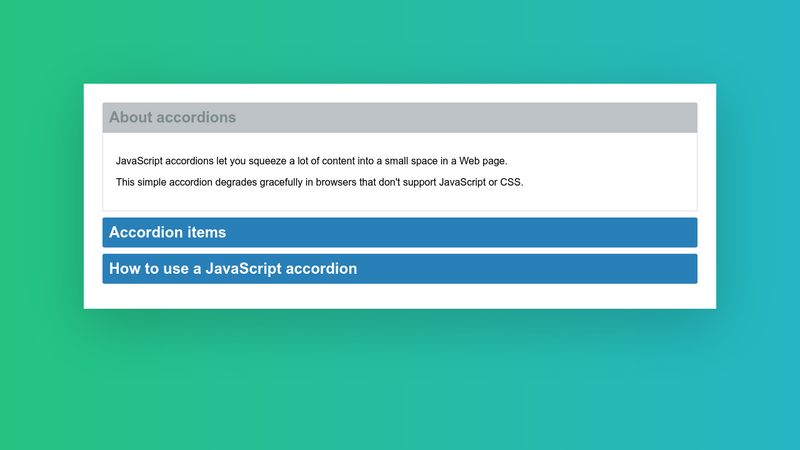 About accordions
JavaScript accordions let you squeeze a lot of content into a small space in a Web page.
This simple accordion degrades gracefully in browsers that don't support JavaScript or CSS.
Accordion items
How to use a JavaScript accordion